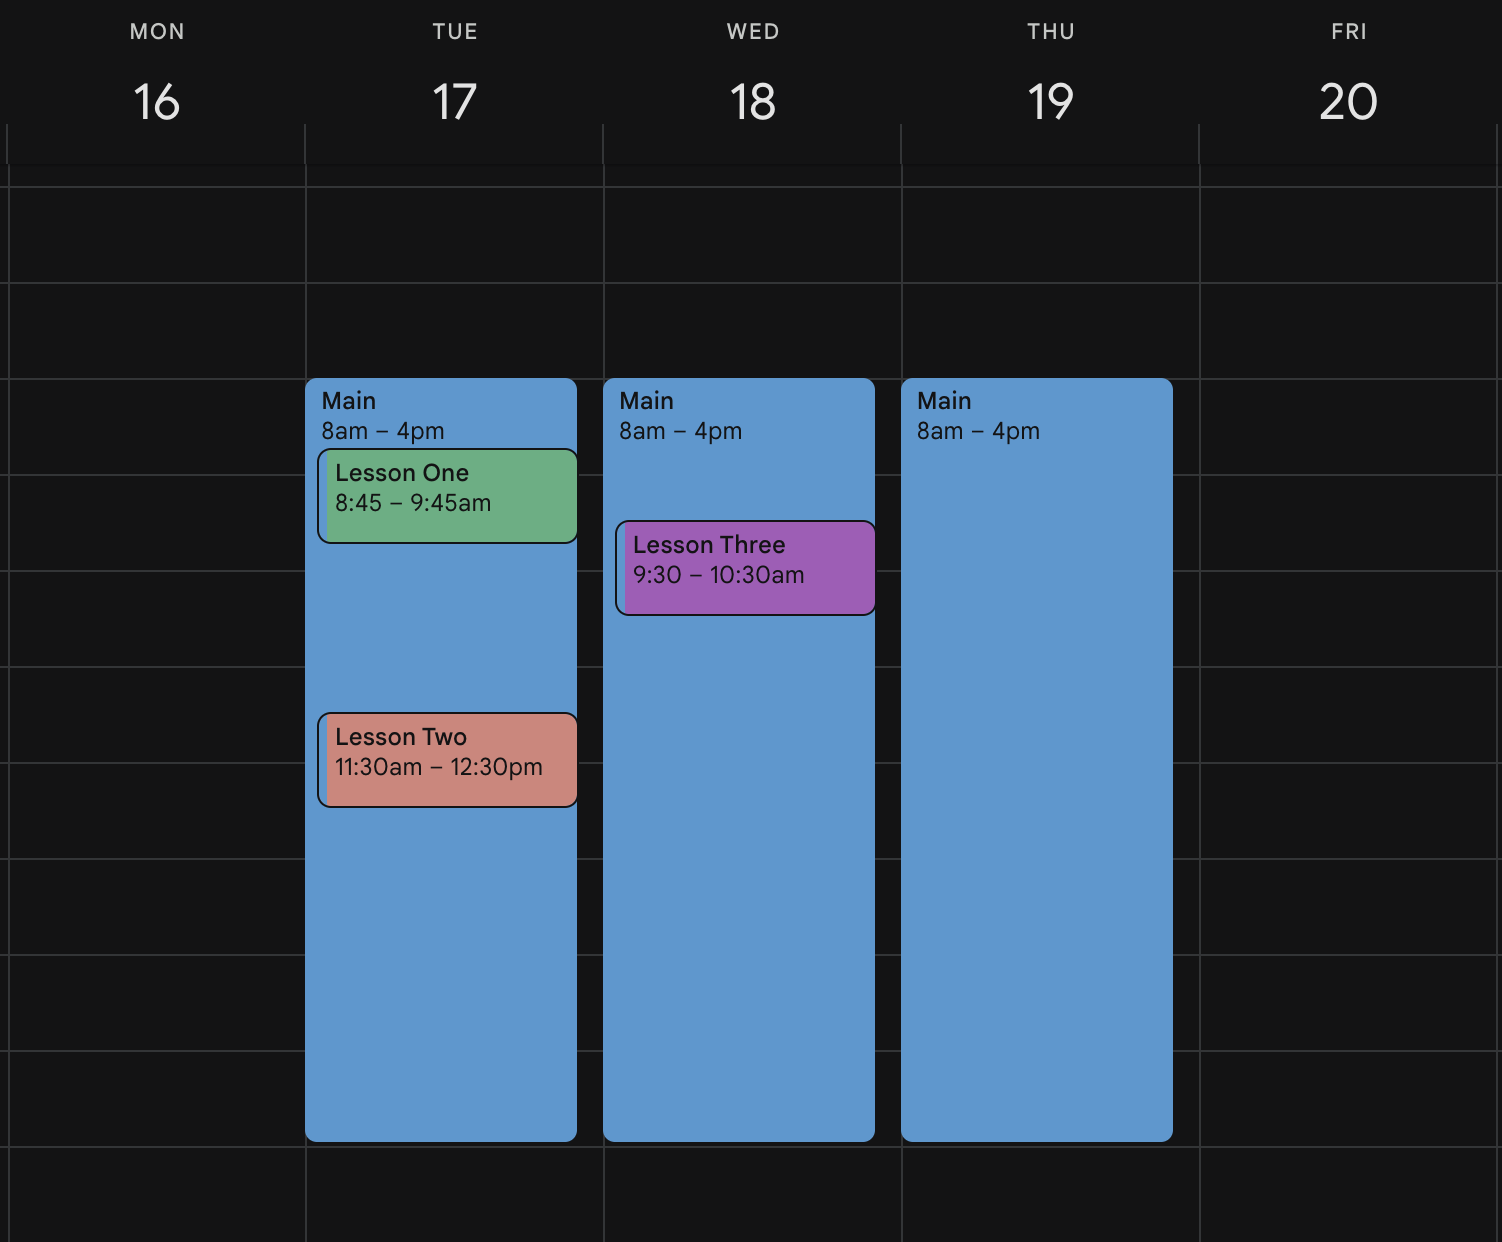 MON
16
TUE
17
WED
18
THU
19
FRI
20
Main
8am – 4pm
Lesson One
8:45 – 9:45am
Lesson Two
11:30am – 12:30pm
Main
8am – 4pm
Lesson Three
9:30 – 10:30am
Main
8am – 4pm